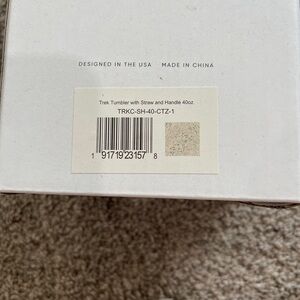 DESIGNED IN THE USA MADE IN CHINA
Trek Tumbler with Straw and Handle 40oz
TRKC-SH-40-CTZ-1
1 91719 23157 8